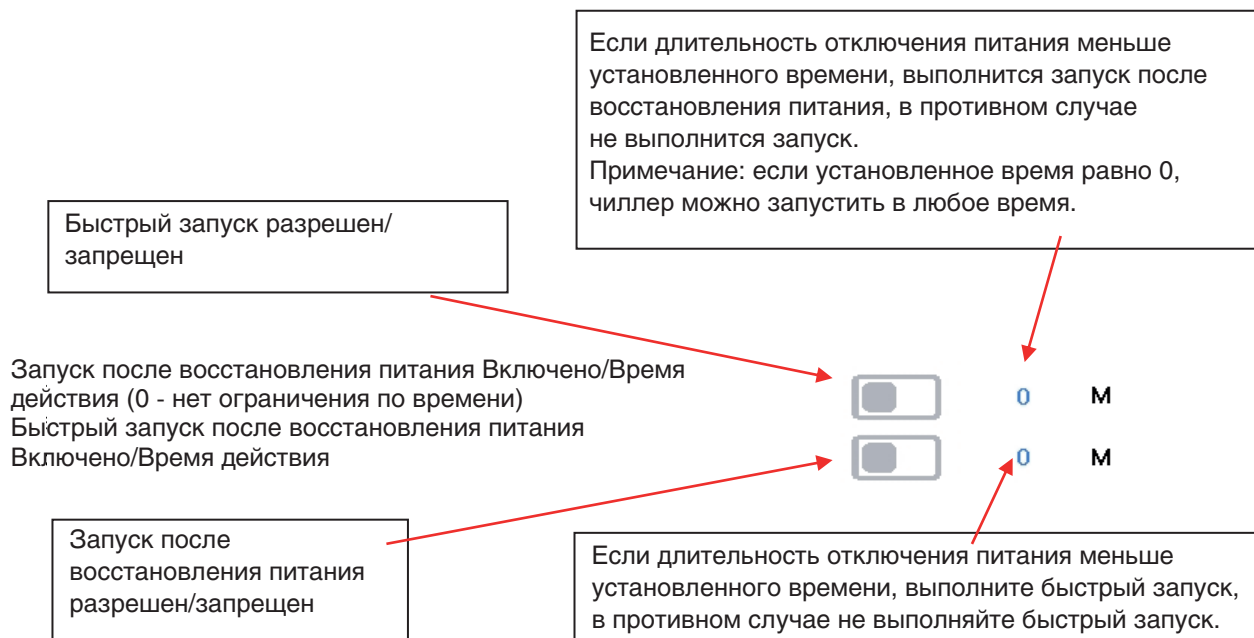 Если длительность отключения питания меньше
установленного времени, выполнится запуск после
восстановления питания, в противном случае
не выполнится запуск.
Примечание: если установленное время равно 0,
чиллер можно запустить в любое время.
Быстрый запуск разрешен/
запрещен
Запуск после восстановления питания Включено/Время
действия (0 - нет ограничения по времени)
0 М
Быстрый запуск после восстановления питания
Включено/Время действия
0 М
Запуск после
восстановления питания
разрешен/запрещен
Если длительность отключения питания меньше
установленного времени, выполните быстрый запуск,
в противном случае не выполняйте быстрый запуск.